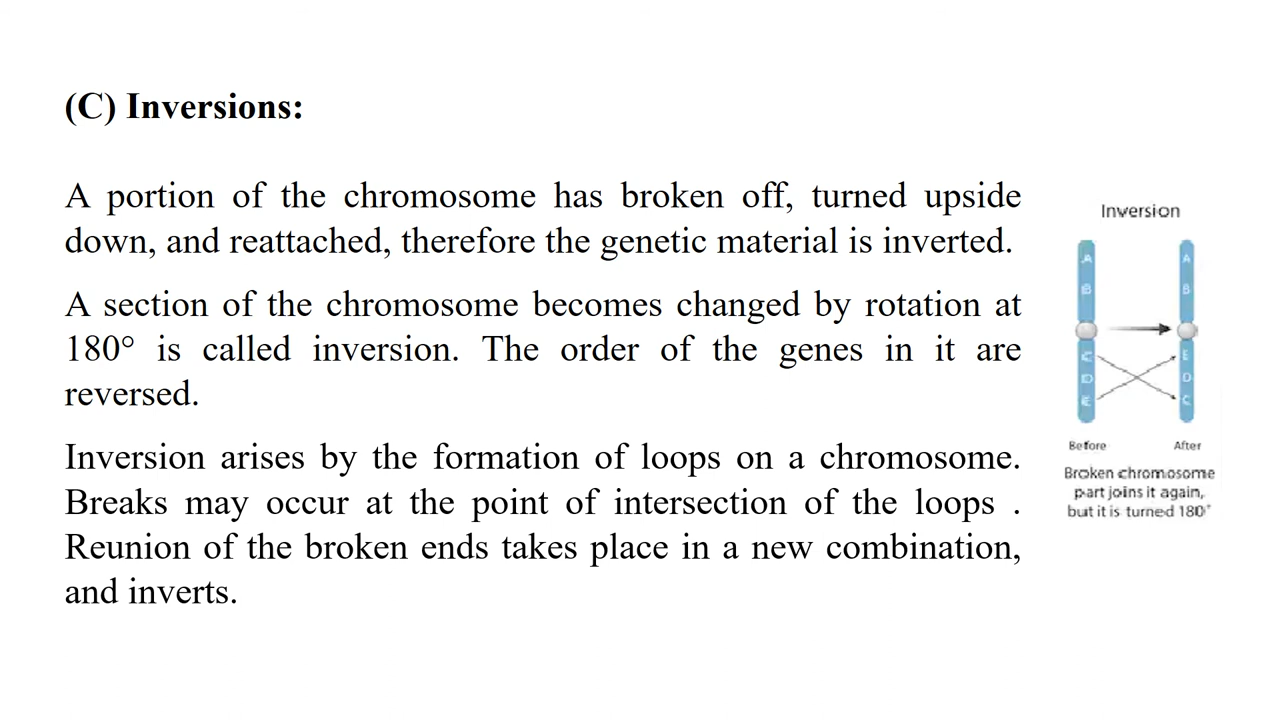 (C) Inversions:
A portion of the chromosome has broken off, turned upside
down, and reattached, therefore the genetic material is inverted.
A section of the chromosome becomes changed by rotation at
180° is called inversion. The order of the genes in it are
reversed.
Inversion arises by the formation of loops on a chromosome.
Breaks may occur at the point of intersection of the loops .
Reunion of the broken ends takes place in a new combination,
and inverts.
Inversion
A A
B B
C E
D D
E C
Before After
Broken chromosome
part joins it again,
but it is turned 180°